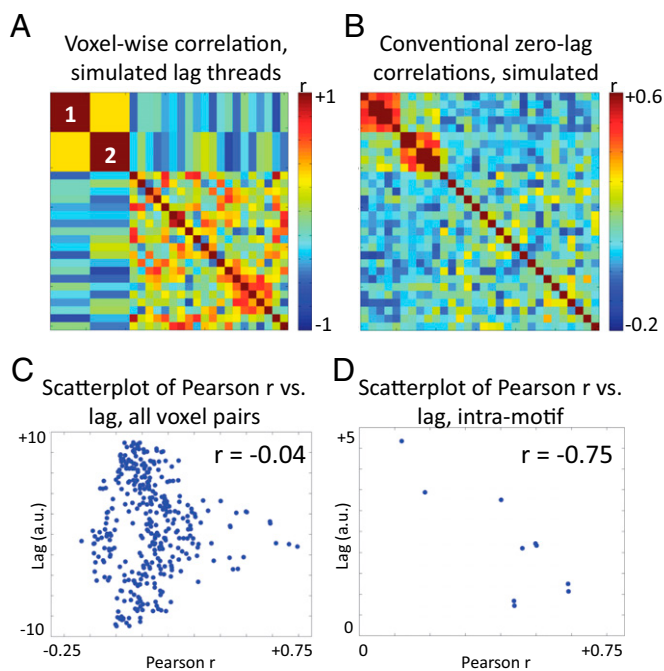 A
Voxel-wise correlation,
simulated lag threads
r
+1
1
2
-1
B
Conventional zero-lag
correlations, simulated
r
+0.6
-0.2
C
Scatterplot of Pearson r vs.
lag, all voxel pairs
+10
r = -0.04
Lag (a.u.)
-10
-0.25
Pearson r
+0.75
D
Scatterplot of Pearson r vs.
lag, intra-motif
+5
r = -0.75
Lag (a.u.)
0
0
Pearson r
+0.75